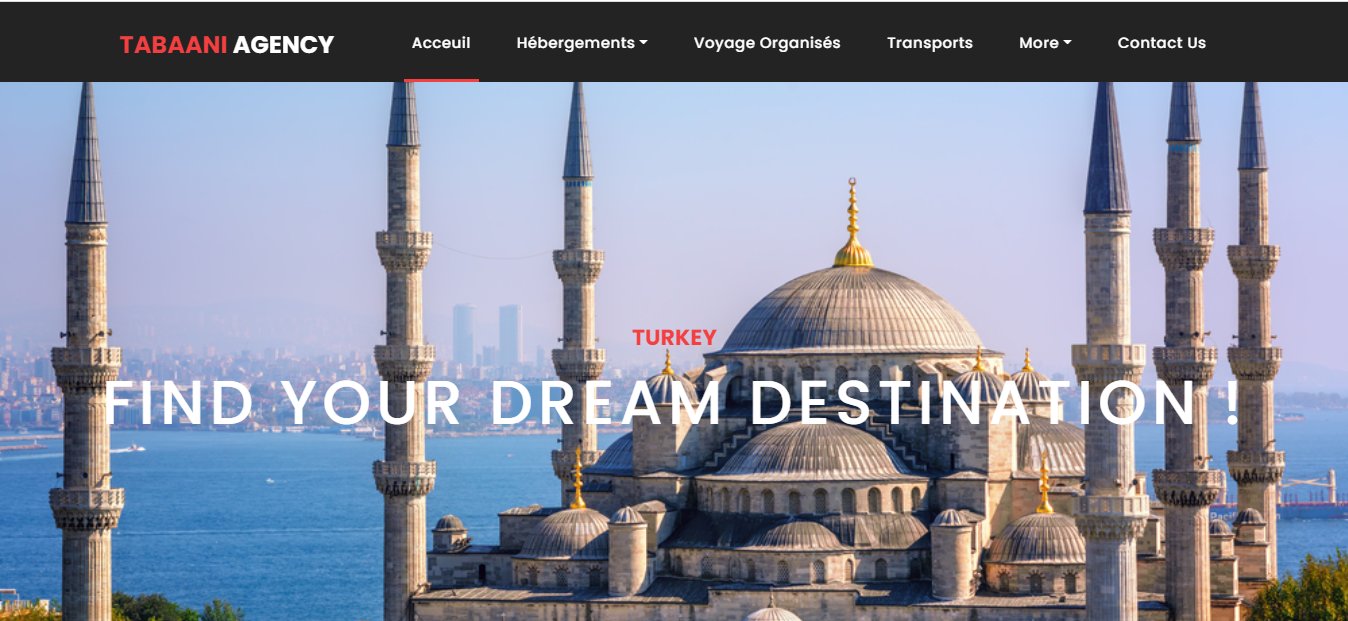 TABAANI AGENCY
Acceuil Hébergements Voyage Organisés Transports More Contact Us
TURKEY
FIND YOUR DREAM DESTINATION !